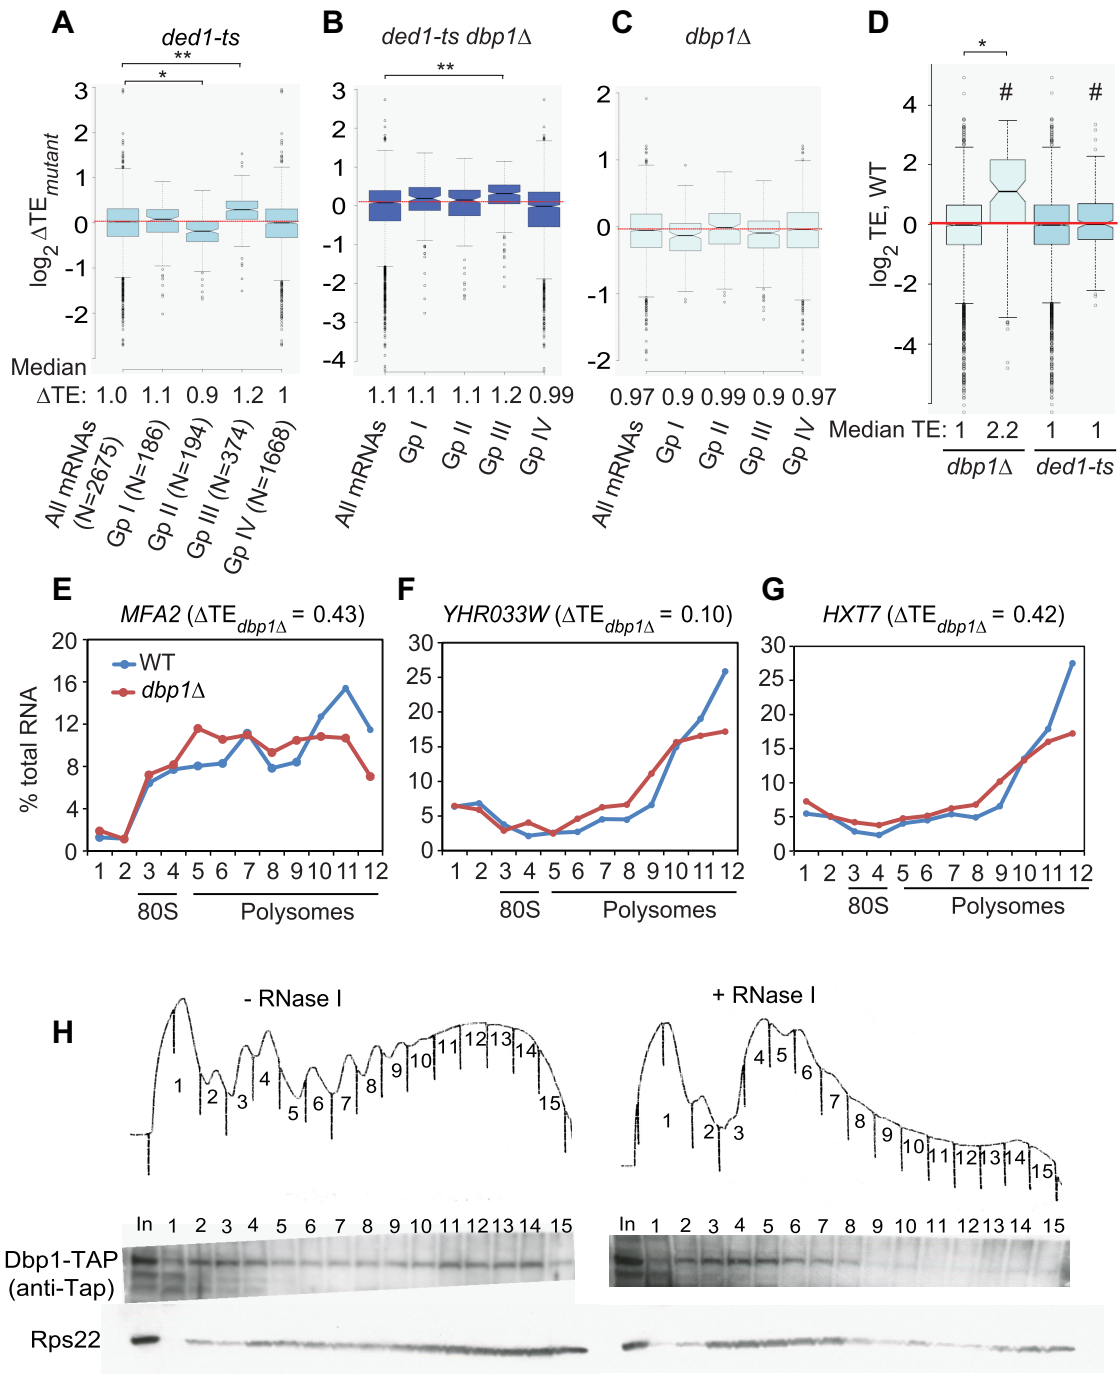 A
B
C
D
ded1-ts
ded1-ts dbp1Δ
dbp1Δ
**
*
**
*
# #
log2 ΔTEmutant
3
2
1
0
-1
-2
3
2
1
0
-1
-2
-3
-4
2
1
0
-1
-2
log2 TE, WT
4
2
0
-2
-4
Median
ΔTE: 1.0 1.1 0.9 1.2 1
1.1 1.1 1.1 1.2 0.99
0.97 0.9 0.99 0.9 0.97
Median TE: 1 2.2 1 1
dbp1Δ ded1-ts
All mRNAs
(N=2675)
Gp I (N=186)
Gp II (N=194)
Gp III (N=374)
Gp IV (N=1668)
All mRNAs
Gp I
Gp II
Gp III
Gp IV
All mRNAs
Gp I
Gp II
Gp III
Gp IV
E
MFA2 (ΔTEdbp1Δ = 0.43)
WT
dbp1Δ
% total RNA
20
16
12
8
4
0
1 2 3 4 5 6 7 8 9 10 11 12
80S Polysomes
F
YHR033W (ΔTEdbp1Δ = 0.10)
30
25
20
15
10
5
0
1 2 3 4 5 6 7 8 9 10 11 12
80S Polysomes
G
HXT7 (ΔTEdbp1Δ = 0.42)
30
25
20
15
10
5
0
1 2 3 4 5 6 7 8 9 10 11 12
80S Polysomes
H
- RNase I
1 2 3 4 5 6 7 8 9 10 11 12 13 14 15
+ RNase I
1 2 3 4 5 6 7 8 9 10 11 12 13 14 15
In 1 2 3 4 5 6 7 8 9 10 11 12 13 14 15
In 1 2 3 4 5 6 7 8 9 10 11 12 13 14 15
Dbp1-TAP
(anti-Tap)
Rps22